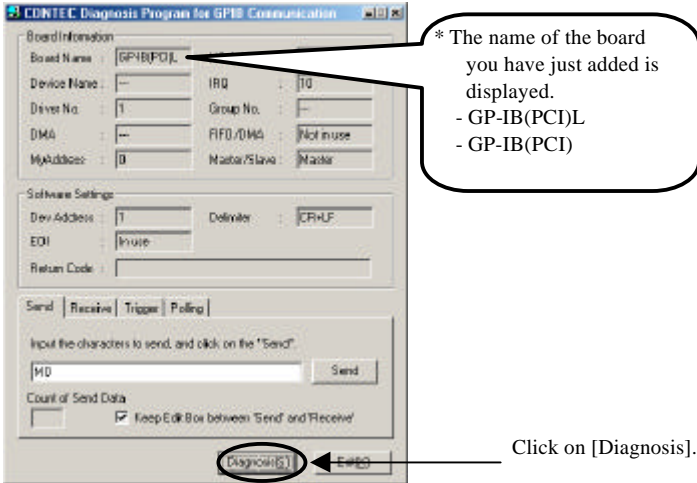 CONTEC Diagnosis Program for GPIB Communication
Board Information
Board Name : GP-IB(PCI)L
Device Name : --- IRQ : 10
Driver No. : 1 Group No. : ---
DMA : --- FIFO/DMA : Not in use
MyAddress : 0 Master/Slave : Master
Software Settings
Dev Address : 1 Delimiter : CR+LF
EOI : In use
Return Code :
Send Receive Trigger Polling
Input the characters to send, and click on the "Send".
MD Send
Count of Send Data
Keep Edit Box between 'Send' and 'Receive'
Diagnosis(S)
* The name of the board
you have just added is
displayed.
- GP-IB(PCI)L
- GP-IB(PCI)
Click on [Diagnosis].